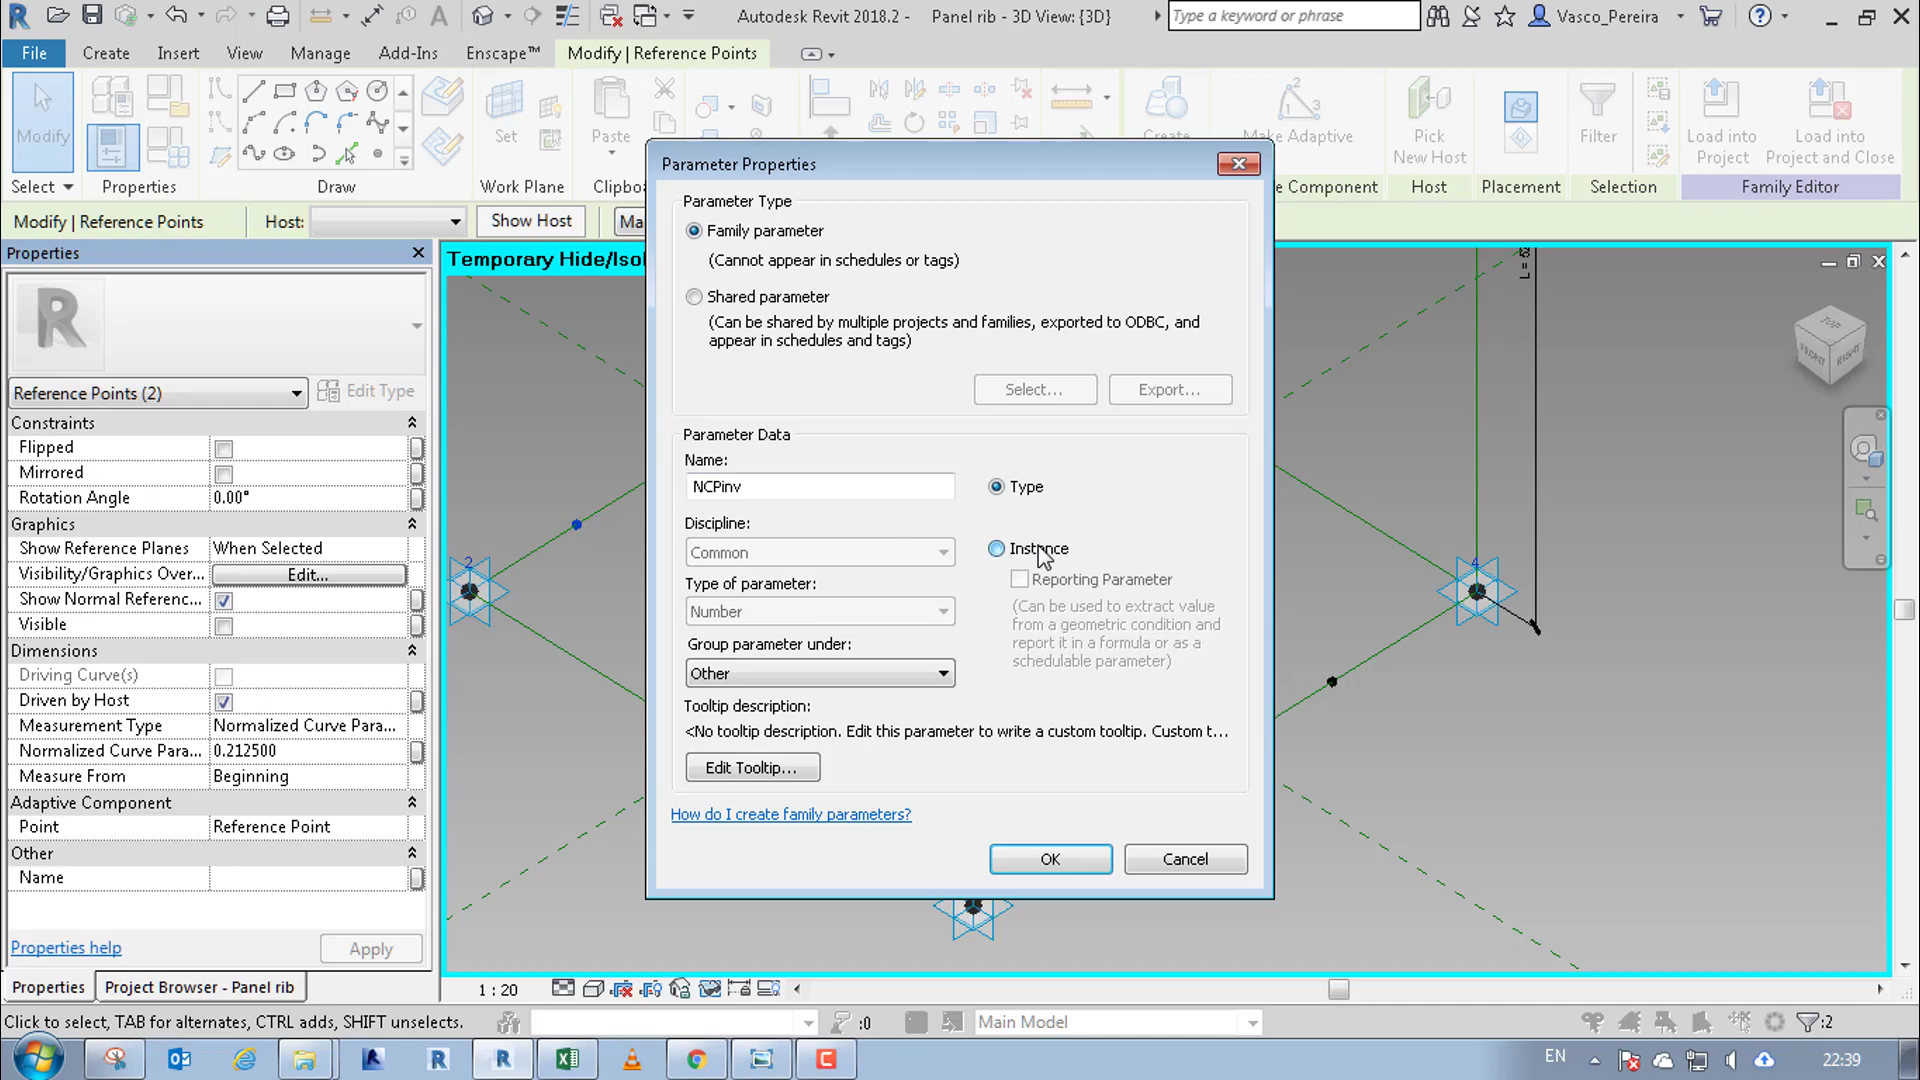 Autodesk Revit 2018.2 - Panel rib - 3D View: {3D}
Type a keyword or phrase
Vasco_Pereira
File Create Insert View Manage Add-Ins Enscape™ Modify | Reference Points
Modify
Set
Paste
Create
Make Adaptive
Pick New Host
Filter
Load into Project
Load into Project and Close
Select Properties Draw Work Plane Clipbo e Component Host Placement Selection Family Editor
Modify | Reference Points Host: Show Host Ma
Properties
Reference Points (2) Edit Type
Constraints
Flipped
Mirrored
Rotation Angle 0.00°
Graphics
Show Reference Planes When Selected
Visibility/Graphics Over... Edit...
Show Normal Referenc...
Visible
Dimensions
Driving Curve(s)
Driven by Host
Measurement Type Normalized Curve Para...
Normalized Curve Para... 0.212500
Measure From Beginning
Adaptive Component
Point Reference Point
Other
Name
Properties help Apply
Properties Project Browser - Panel rib
Temporary Hide/Isol
2
4
TOP
FRONT
RIGHT
Parameter Properties
Parameter Type
Family parameter
(Cannot appear in schedules or tags)
Shared parameter
(Can be shared by multiple projects and families, exported to ODBC, and
appear in schedules and tags)
Select... Export...
Parameter Data
Name:
NCPinv
Type
Discipline:
Common
Instance
Type of parameter:
Reporting Parameter
Number
(Can be used to extract value
from a geometric condition and
report it in a formula or as a
schedulable parameter)
Group parameter under:
Other
Tooltip description:
<No tooltip description. Edit this parameter to write a custom tooltip. Custom t...
Edit Tooltip...
How do I create family parameters?
OK Cancel
1 : 20
Click to select, TAB for alternates, CTRL adds, SHIFT unselects. :0 Main Model :2
EN 22:39